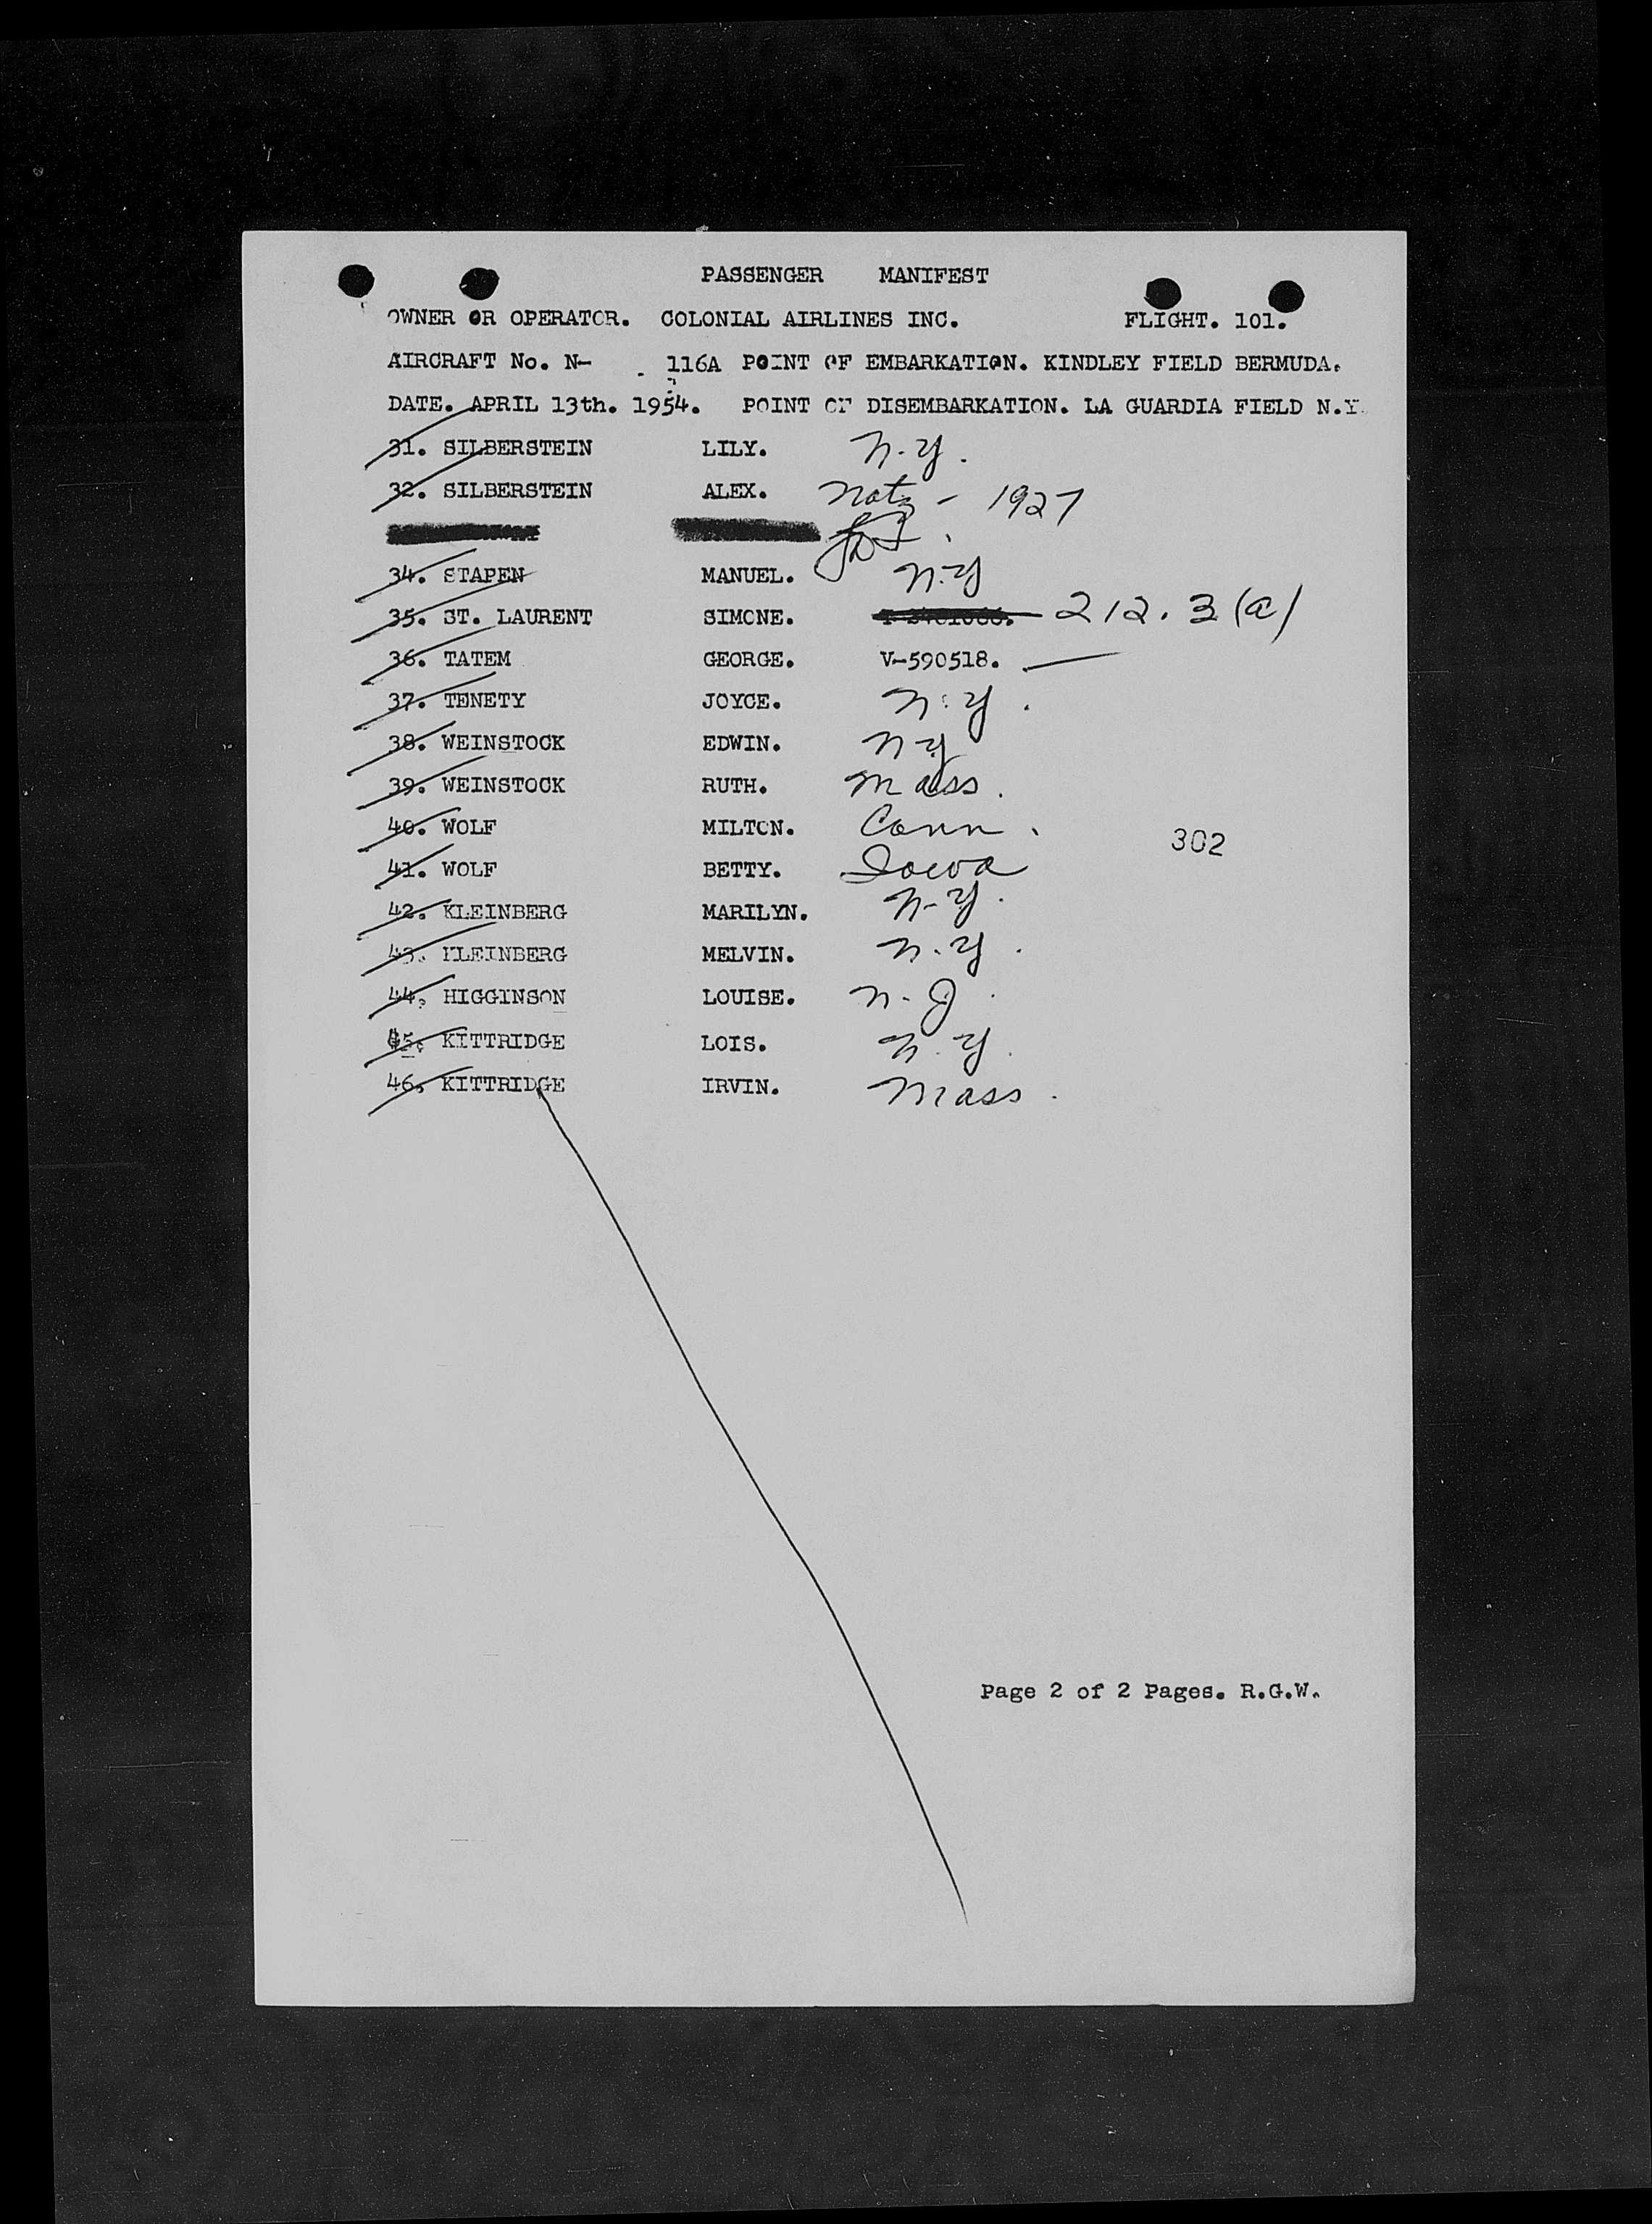 PASSENGER MANIFEST
OWNER OR OPERATOR. COLONIAL AIRLINES INC. FLIGHT. 101.
AIRCRAFT No. N- 116A POINT OF EMBARKATION. KINDLEY FIELD BERMUDA.
DATE. APRIL 13th. 1954. POINT OF DISEMBARKATION. LA GUARDIA FIELD N.Y.
31. SILBERSTEIN LILY. N.Y.
32. SILBERSTEIN ALEX. Natz - 1927
34. STAPEN MANUEL. N.Y
35. ST. LAURENT SIMONE. 212.3(a)
36. TATEM GEORGE. V-590518. —
37. TENETY JOYCE. N.Y.
38. WEINSTOCK EDWIN. N.Y
39. WEINSTOCK RUTH. Mass.
40. WOLF MILTON. Conn.
302
41. WOLF BETTY. Iowa
42. KLEINBERG MARILYN. N-Y.
43. KLEINBERG MELVIN. N.Y.
44. HIGGINSON LOUISE. N.J.
45. KITTRIDGE LOIS. N.Y.
46. KITTRIDGE IRVIN. Mass.
Page 2 of 2 Pages. R.G.W.